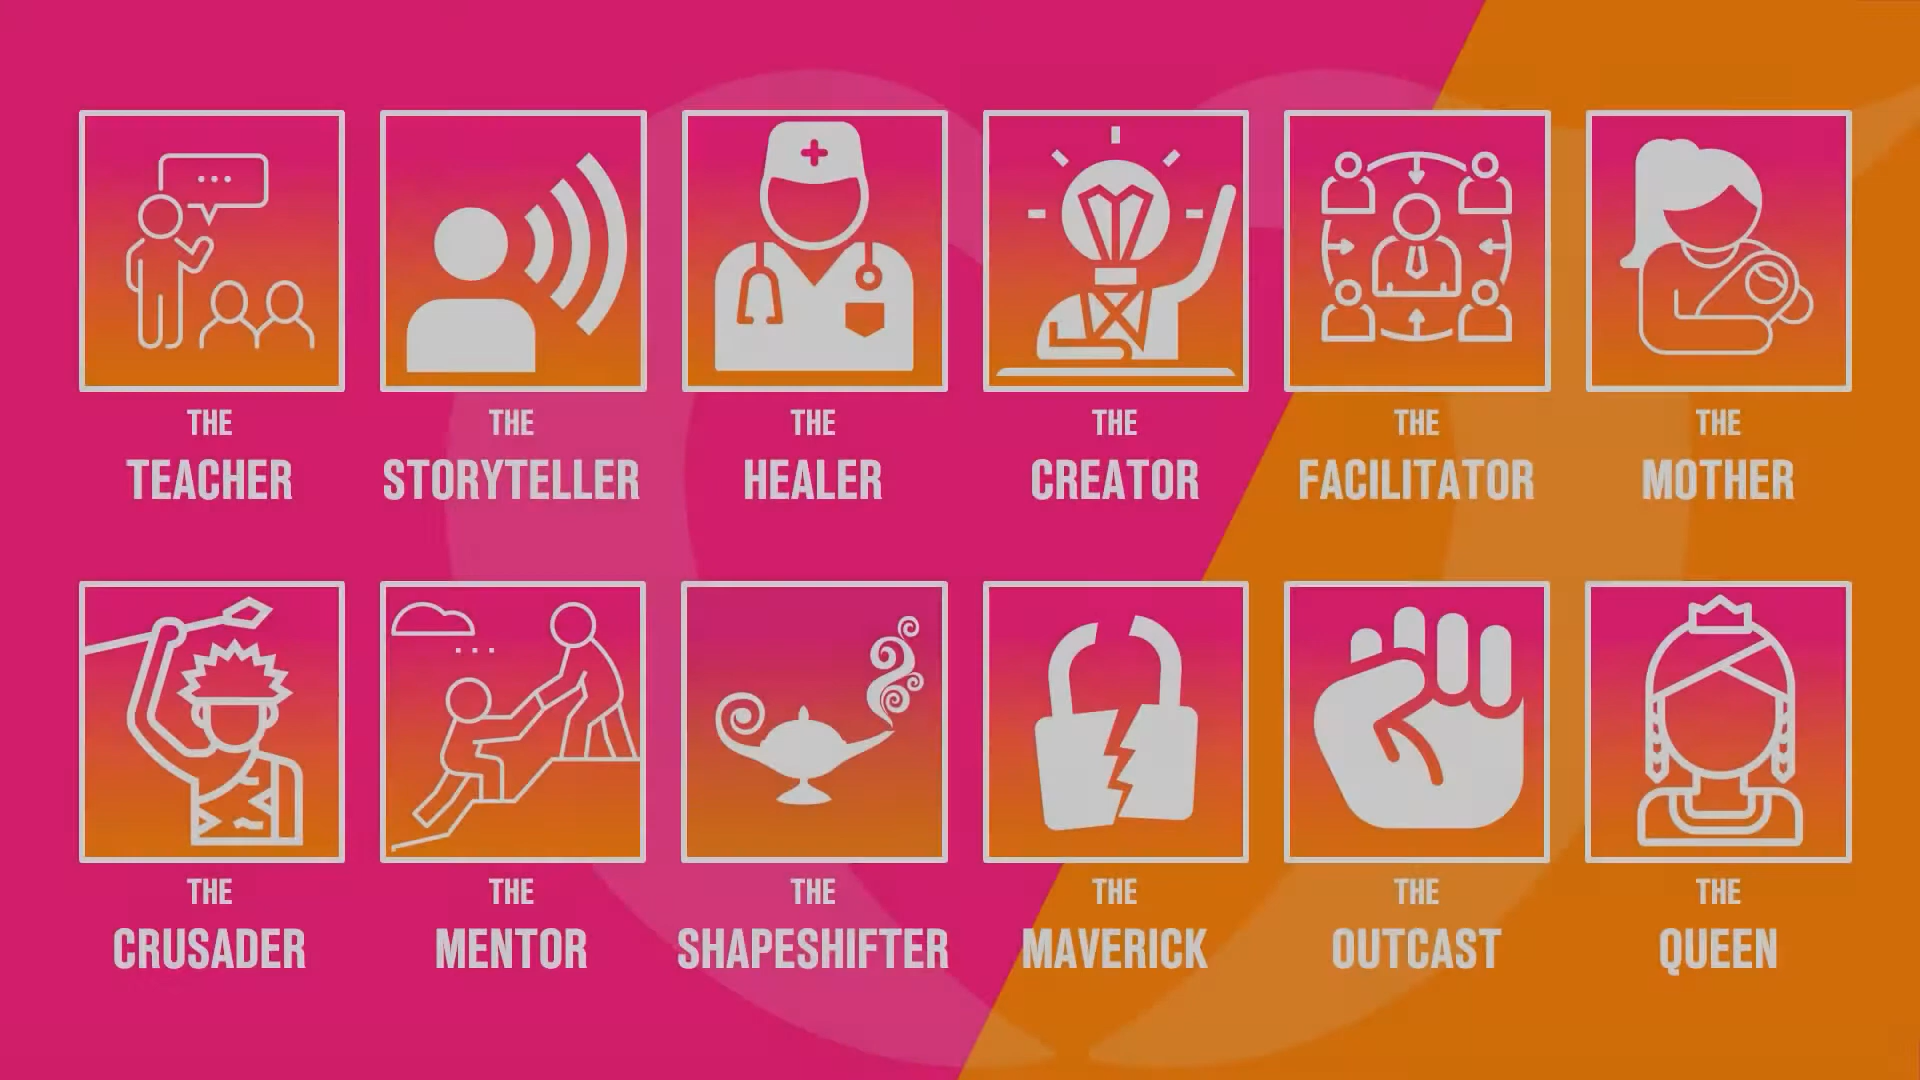 THE
TEACHER
THE
STORYTELLER
THE
HEALER
THE
CREATOR
THE
FACILITATOR
THE
MOTHER
THE
CRUSADER
THE
MENTOR
THE
SHAPESHIFTER
THE
MAVERICK
THE
OUTCAST
THE
QUEEN